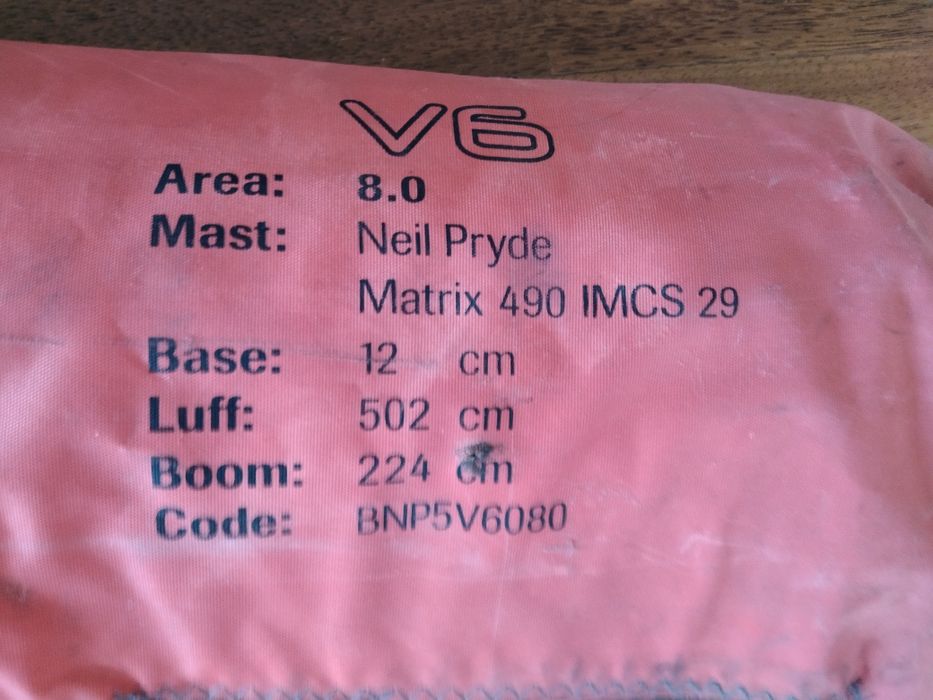 V6
Area: 8.0
Mast: Neil Pryde
Matrix 490 IMCS 29
Base: 12 cm
Luff: 502 cm
Boom: 224 cm
Code: BNP5V6080